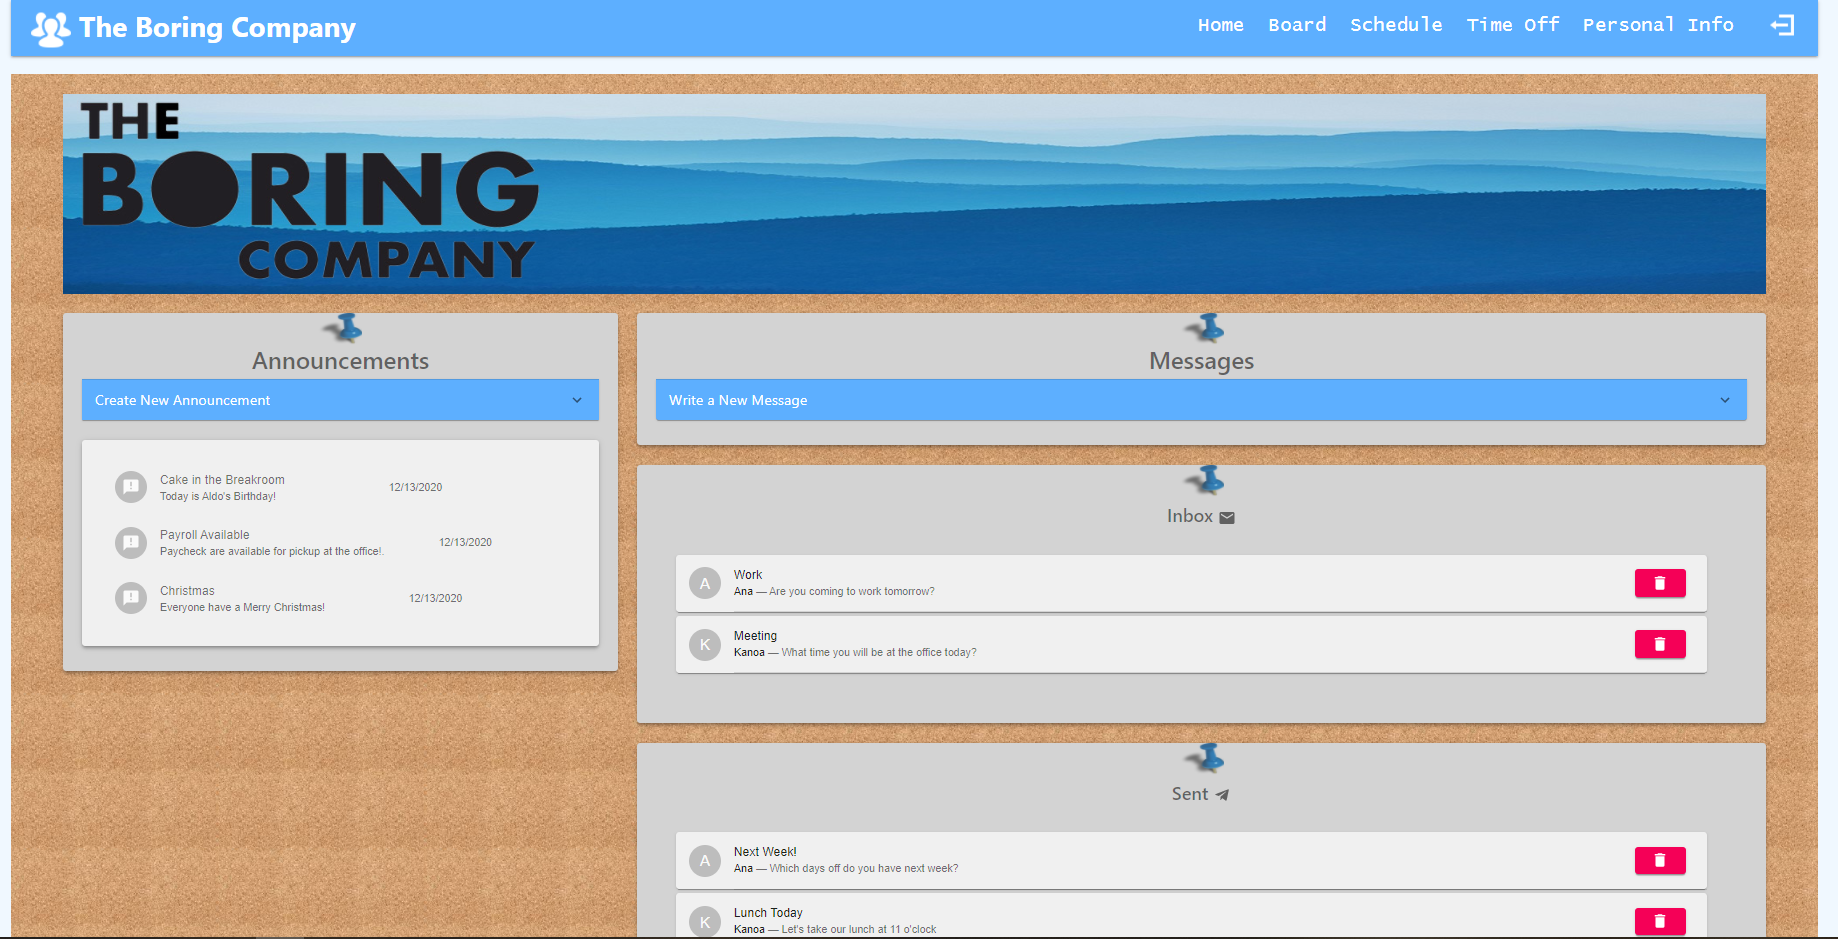 The Boring Company
Home Board Schedule Time Off Personal Info
THE
BORING
COMPANY
Announcements
Create New Announcement
Cake in the Breakroom
Today is Aldo's Birthday!
12/13/2020
Payroll Available
Paycheck are available for pickup at the office!.
12/13/2020
Christmas
Everyone have a Merry Christmas!
12/13/2020
Messages
Write a New Message
Inbox
A
Work
Ana — Are you coming to work tomorrow?
K
Meeting
Kanoa — What time you will be at the office today?
Sent
A
Next Week!
Ana — Which days off do you have next week?
K
Lunch Today
Kanoa — Let's take our lunch at 11 o'clock